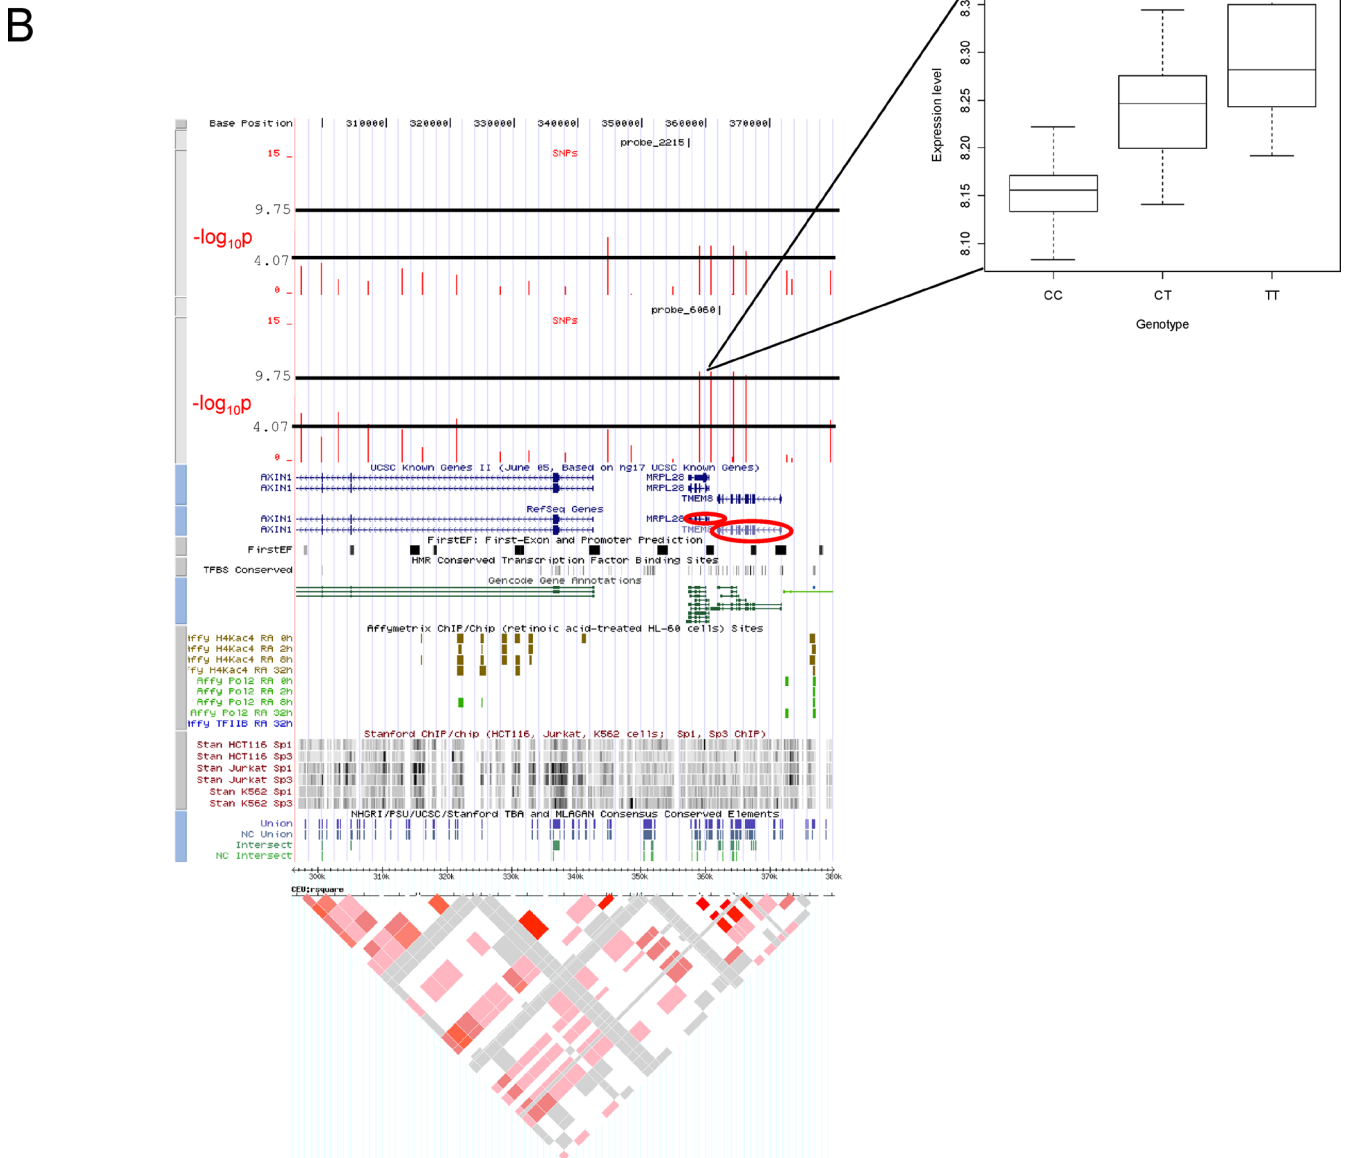 B
8.3
8.30
8.25
8.20
8.15
8.10
Expression level
CC CT TT
Genotype
Base Position 310000 320000 330000 340000 350000 360000 370000
probe_2215
15 SNPs
9.75
-log10p
4.07
0
probe_6060
15 SNPs
9.75
-log10p
4.07
0
UCSC Known Genes II (June 05, Based on hg17 UCSC Known Genes)
AXIN1 MRPL28
AXIN1 MRPL28
TMEM8
RefSeq Genes
AXIN1 MRPL28
AXIN1 TMEM8
FirstEF: First-Exon and Promoter Prediction
FirstEF
HMR Conserved Transcription Factor Binding Sites
TFBS Conserved
Gencode Gene Annotations
Affymetrix ChIP/Chip (retinoic acid-treated HL-60 cells) Sites
Affy H4Kac4 RA 0h
Affy H4Kac4 RA 2h
Affy H4Kac4 RA 8h
Affy H4Kac4 RA 32h
Affy Pol2 RA 0h
Affy Pol2 RA 2h
Affy Pol2 RA 8h
Affy Pol2 RA 32h
Affy TFIIB RA 32h
Stanford ChIP/chip (HCT116, Jurkat, K562 cells; Sp1, Sp3 ChIP)
Stan HCT116 Sp1
Stan HCT116 Sp3
Stan Jurkat Sp1
Stan Jurkat Sp3
Stan K562 Sp1
Stan K562 Sp3
NHGRI/PSU/UCSC/Stanford TBA and MLAGAN Consensus Conserved Elements
Union
NC Union
Intersect
NC Intersect
300k 310k 320k 330k 340k 350k 360k 370k 380k
CEU:rsquare